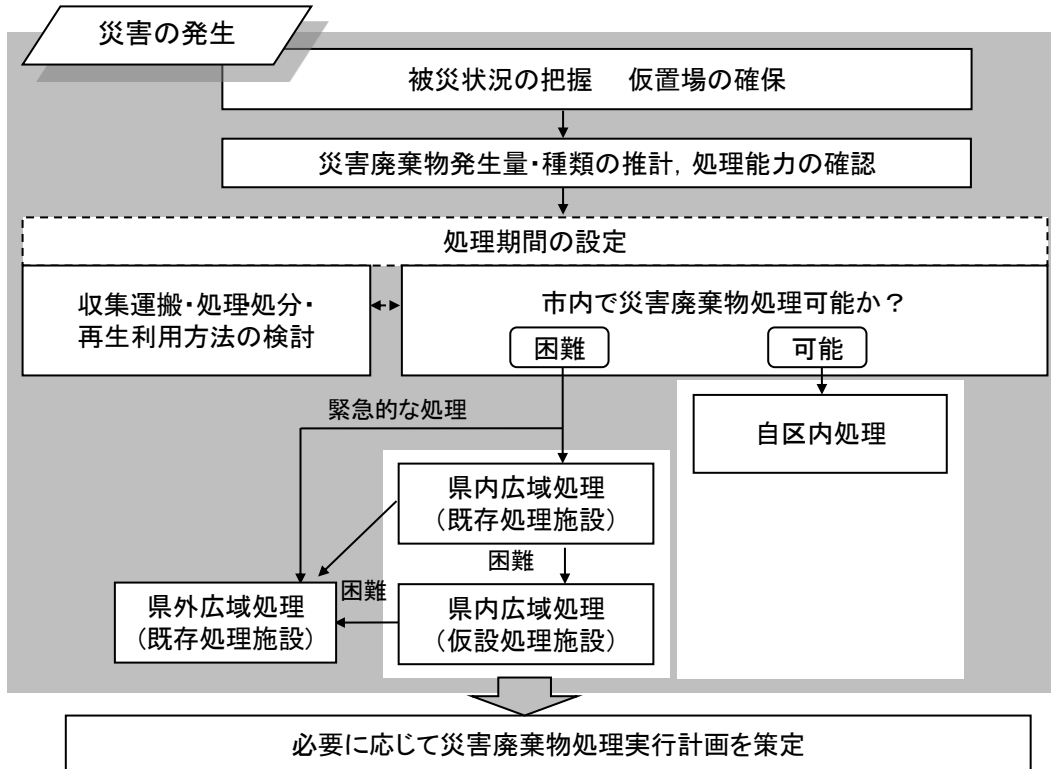 災害の発生
被災状況の把握　仮置場の確保
災害廃棄物発生量・種類の推計，処理能力の確認
処理期間の設定
収集運搬・処理処分・
再生利用方法の検討
市内で災害廃棄物処理可能か？
困難
可能
緊急的な処理
自区内処理
県内広域処理
（既存処理施設）
困難
県内広域処理
（仮設処理施設）
困難
県外広域処理
（既存処理施設）
必要に応じて災害廃棄物処理実行計画を策定